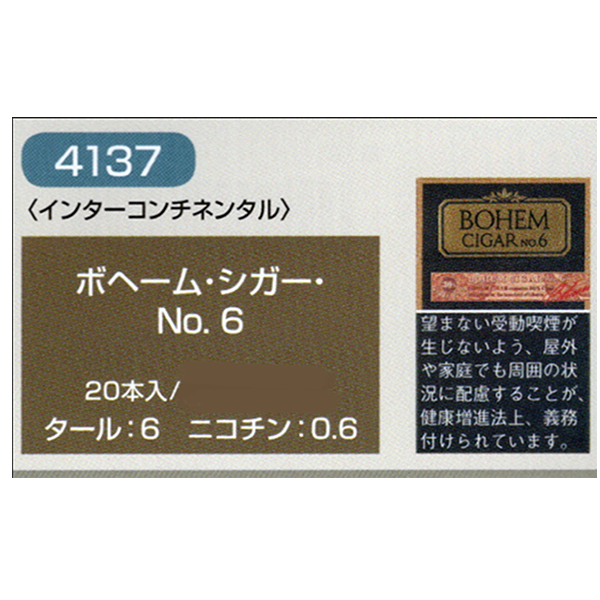 4137
〈インターコンチネンタル〉
ボヘーム・シガー・
No. 6
20本入/
タール：6　ニコチン：0.6
BOHEM
CIGAR NO.6
望まない受動喫煙が
生じないよう、屋外
や家庭でも周囲の状
況に配慮することが、
健康増進法上、義務
付けられています。